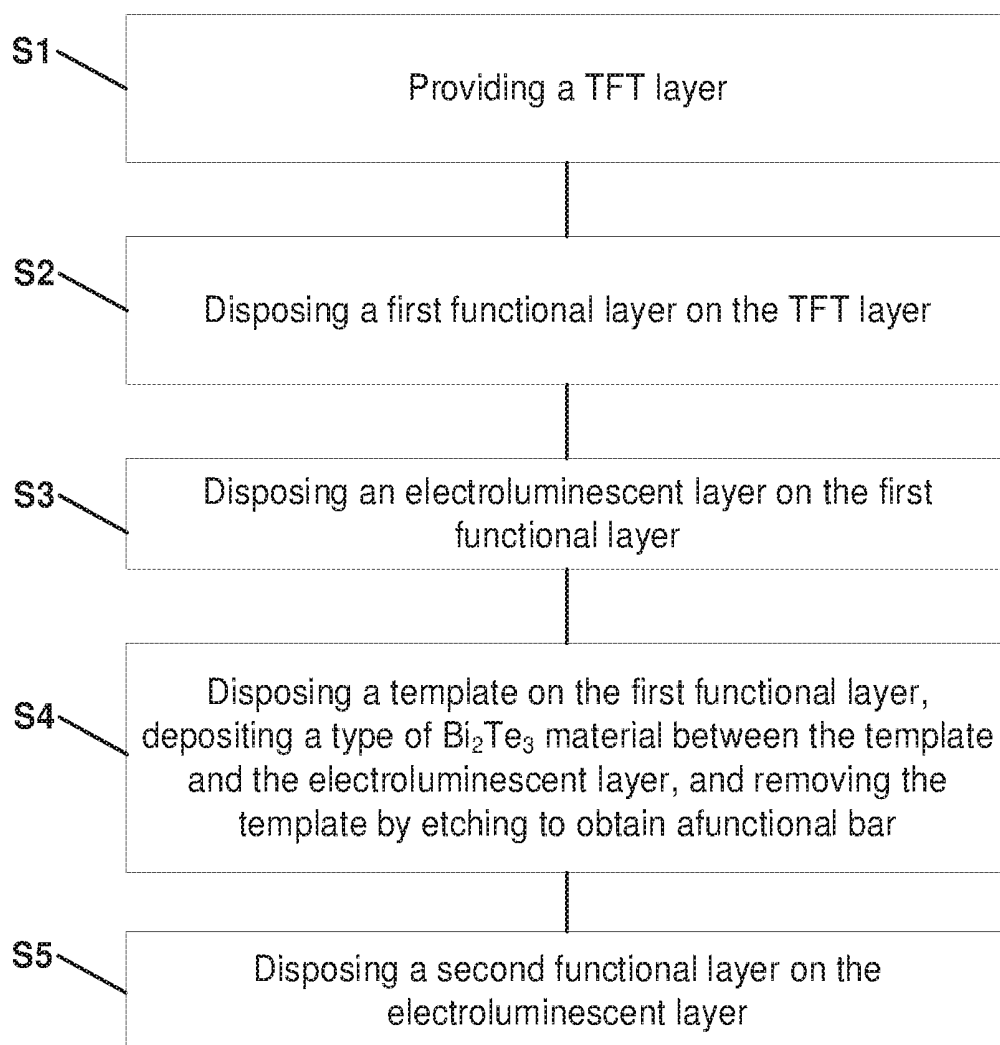 S1
Providing a TFT layer
S2
Disposing a first functional layer on the TFT layer
S3
Disposing an electroluminescent layer on the first
functional layer
S4
Disposing a template on the first functional layer,
depositing a type of Bi₂Te₃ material between the template
and the electroluminescent layer, and removing the
template by etching to obtain afunctional bar
S5
Disposing a second functional layer on the
electroluminescent layer